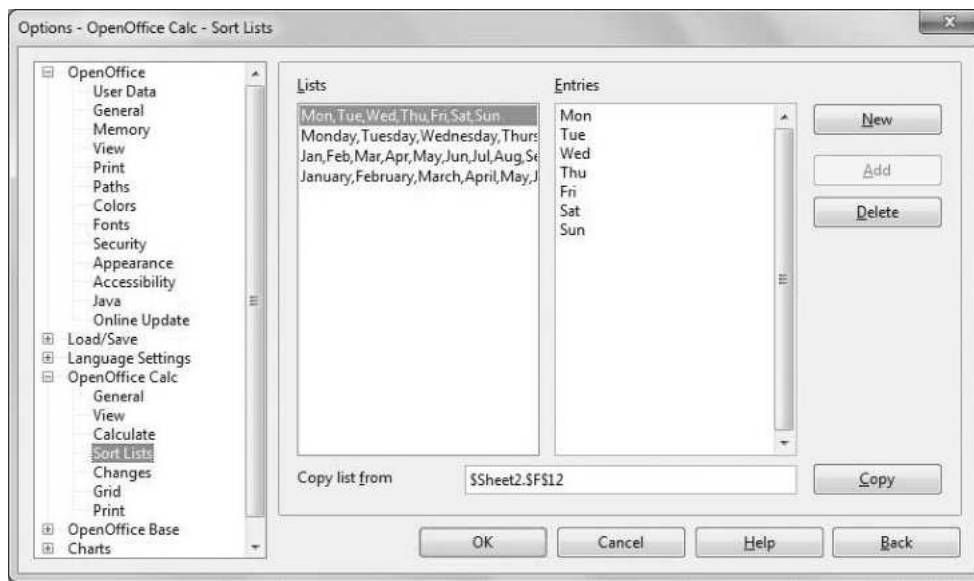 Options - OpenOffice Calc - Sort Lists
OpenOffice
User Data
General
Memory
View
Print
Paths
Colors
Fonts
Security
Appearance
Accessibility
Java
Online Update
Load/Save
Language Settings
OpenOffice Calc
General
View
Calculate
Sort Lists
Changes
Grid
Print
OpenOffice Base
Charts
Lists
Mon,Tue,Wed,Thu,Fri,Sat,Sun
Monday,Tuesday,Wednesday,Thurs
Jan,Feb,Mar,Apr,May,Jun,Jul,Aug,Se
January,February,March,April,May,J
Entries
Mon
Tue
Wed
Thu
Fri
Sat
Sun
New
Add
Delete
Copy list from
$Sheet2.$F$12
Copy
OK
Cancel
Help
Back